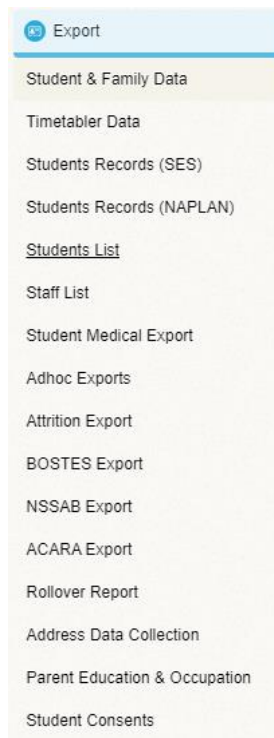 Export
Student & Family Data
Timetabler Data
Students Records (SES)
Students Records (NAPLAN)
Students List
Staff List
Student Medical Export
Adhoc Exports
Attrition Export
BOSTES Export
NSSAB Export
ACARA Export
Rollover Report
Address Data Collection
Parent Education & Occupation
Student Consents